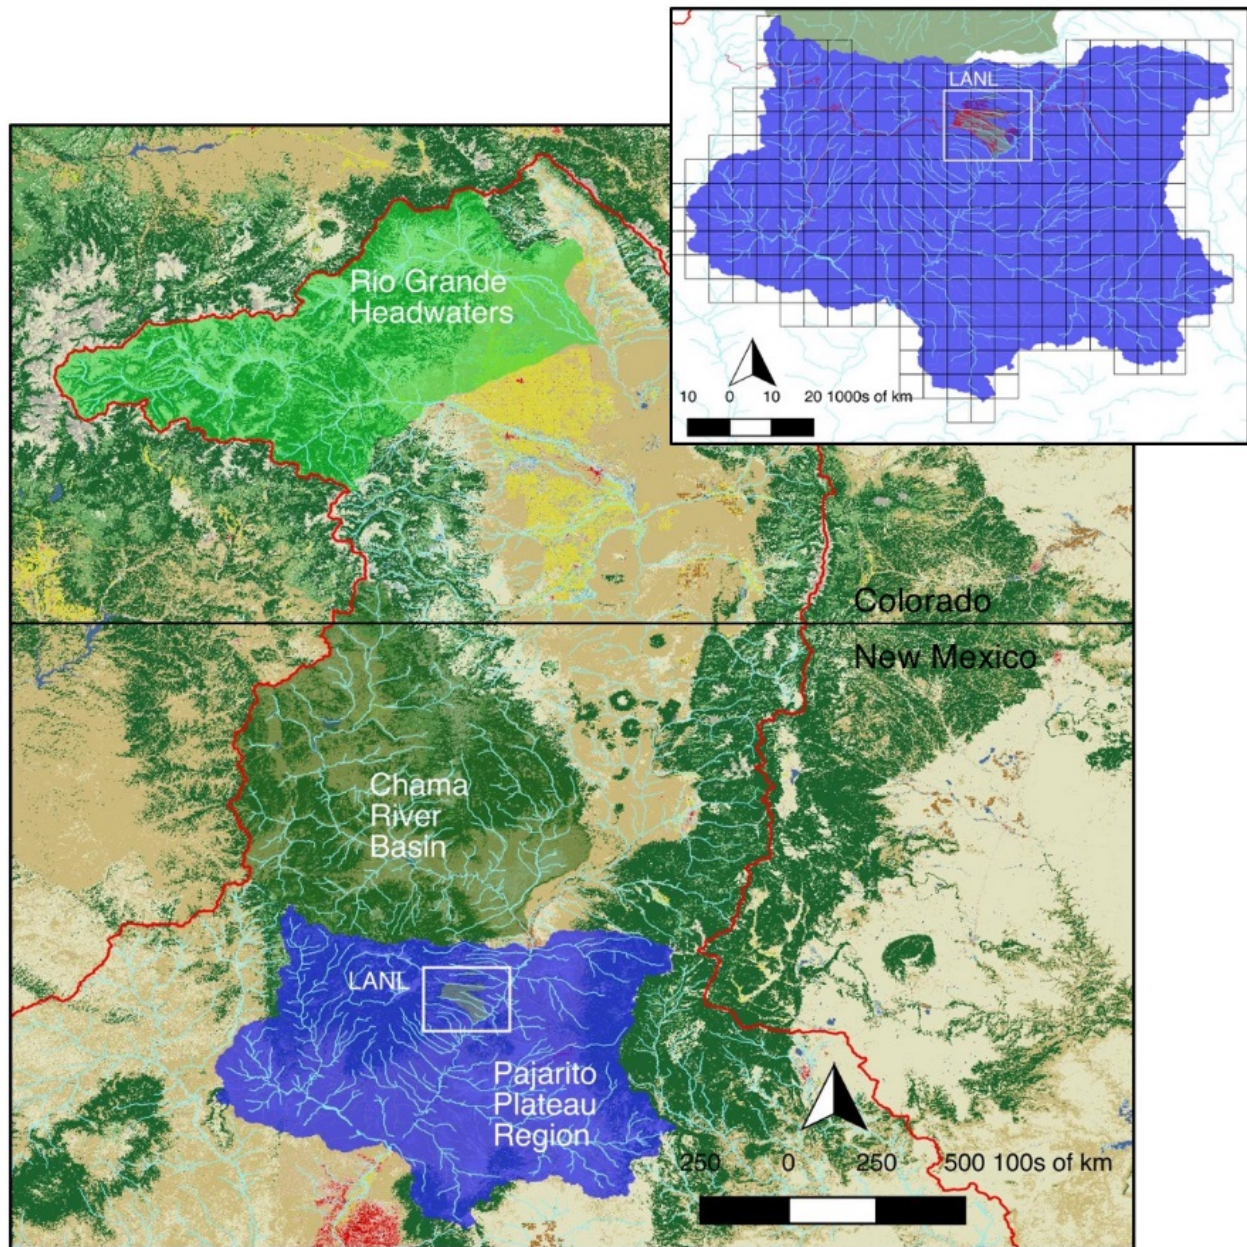 LANL
10 0 10 20 1000s of km
Rio Grande
Headwaters
Colorado
New Mexico
Chama
River
Basin
LANL
Pajarito
Plateau
Region
250 0 250 500 100s of km